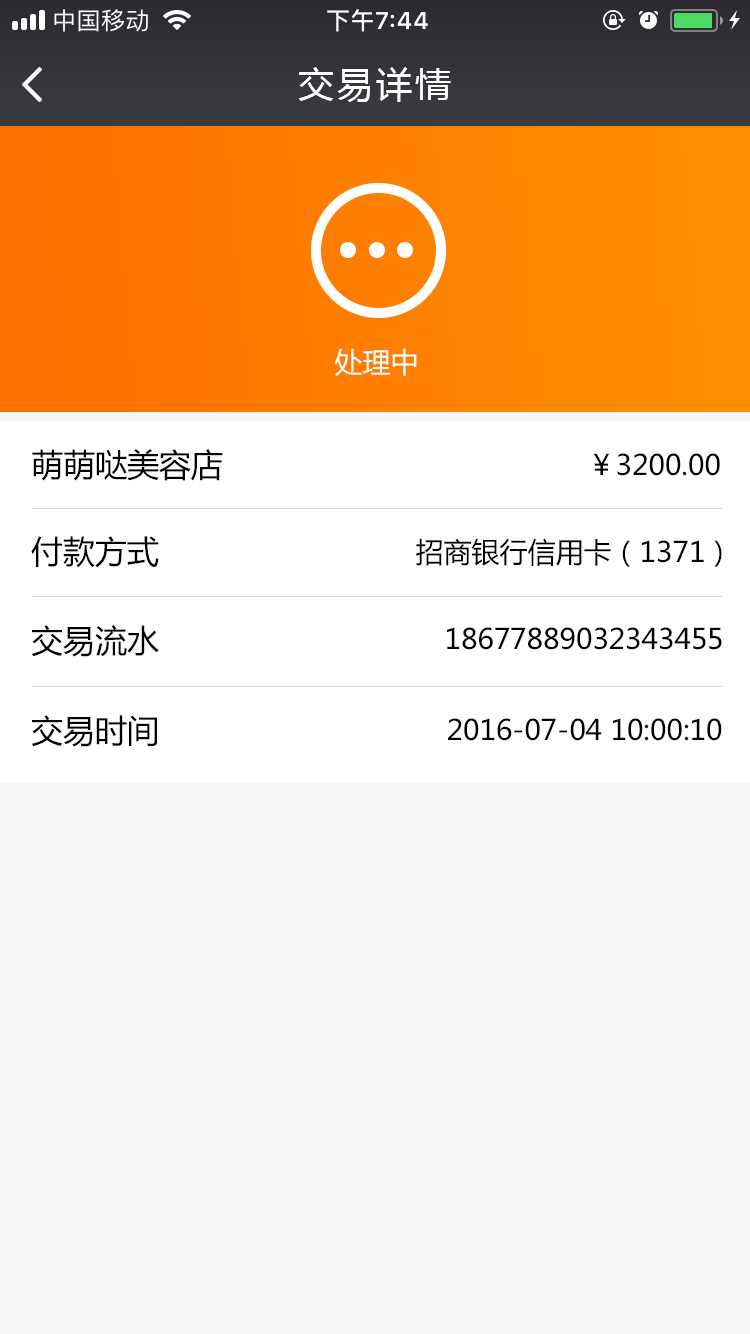 中国移动 下午7:44
交易详情
处理中
萌萌哒美容店 ¥ 3200.00
付款方式 招商银行信用卡 ( 1371 )
交易流水 18677889032343455
交易时间 2016-07-04 10:00:10